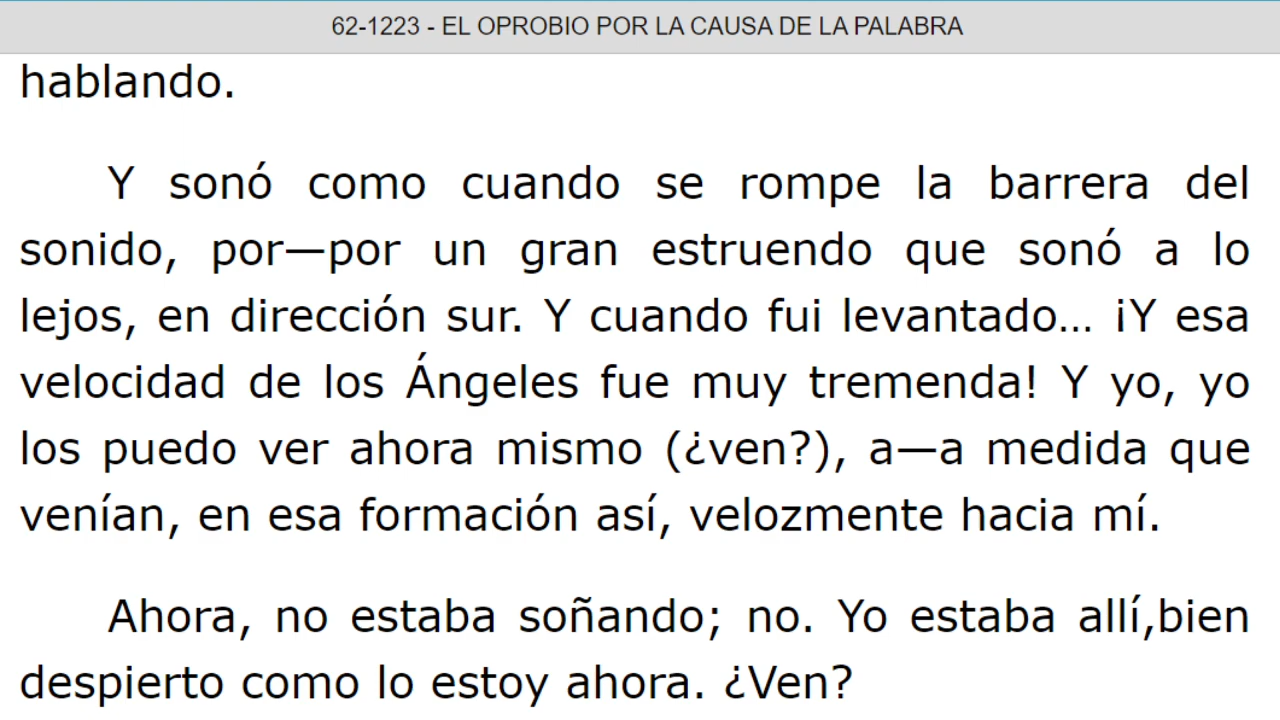 62-1223 - EL OPROBIO POR LA CAUSA DE LA PALABRA
hablando.
Y sonó como cuando se rompe la barrera del
sonido, por—por un gran estruendo que sonó a lo
lejos, en dirección sur. Y cuando fui levantado... ¡Y esa
velocidad de los Ángeles fue muy tremenda! Y yo, yo
los puedo ver ahora mismo (¿ven?), a—a medida que
venían, en esa formación así, velozmente hacia mí.
Ahora, no estaba soñando; no. Yo estaba allí,bien
despierto como lo estoy ahora. ¿Ven?